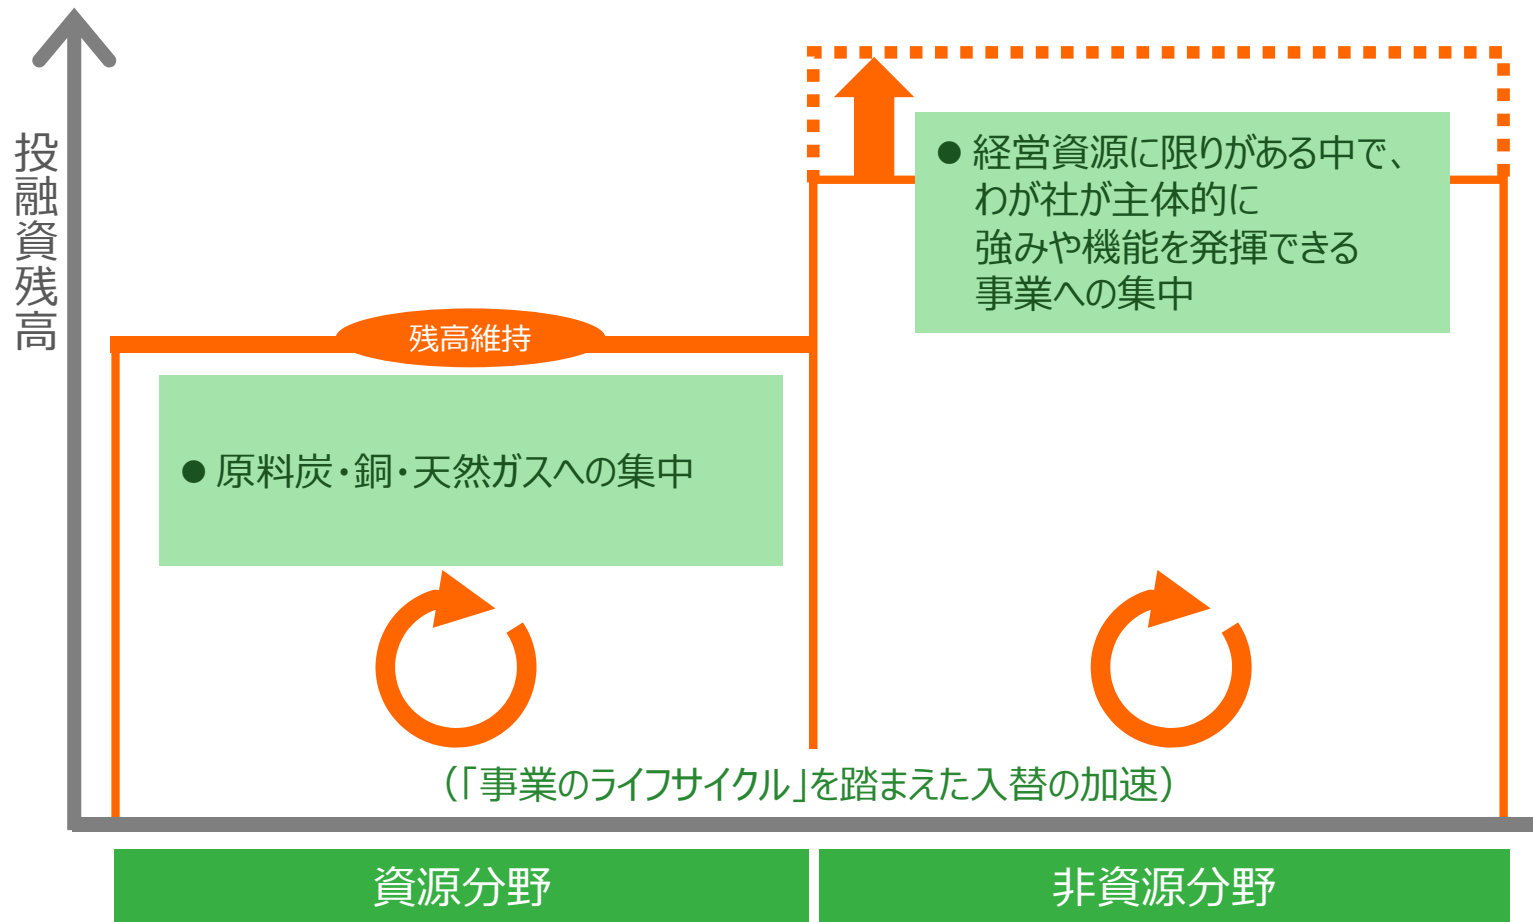 投融資残高
残高維持
● 原料炭・銅・天然ガスへの集中
● 経営資源に限りがある中で、
わが社が主体的に
強みや機能を発揮できる
事業への集中
（「事業のライフサイクル」を踏まえた入替の加速）
資源分野
非資源分野